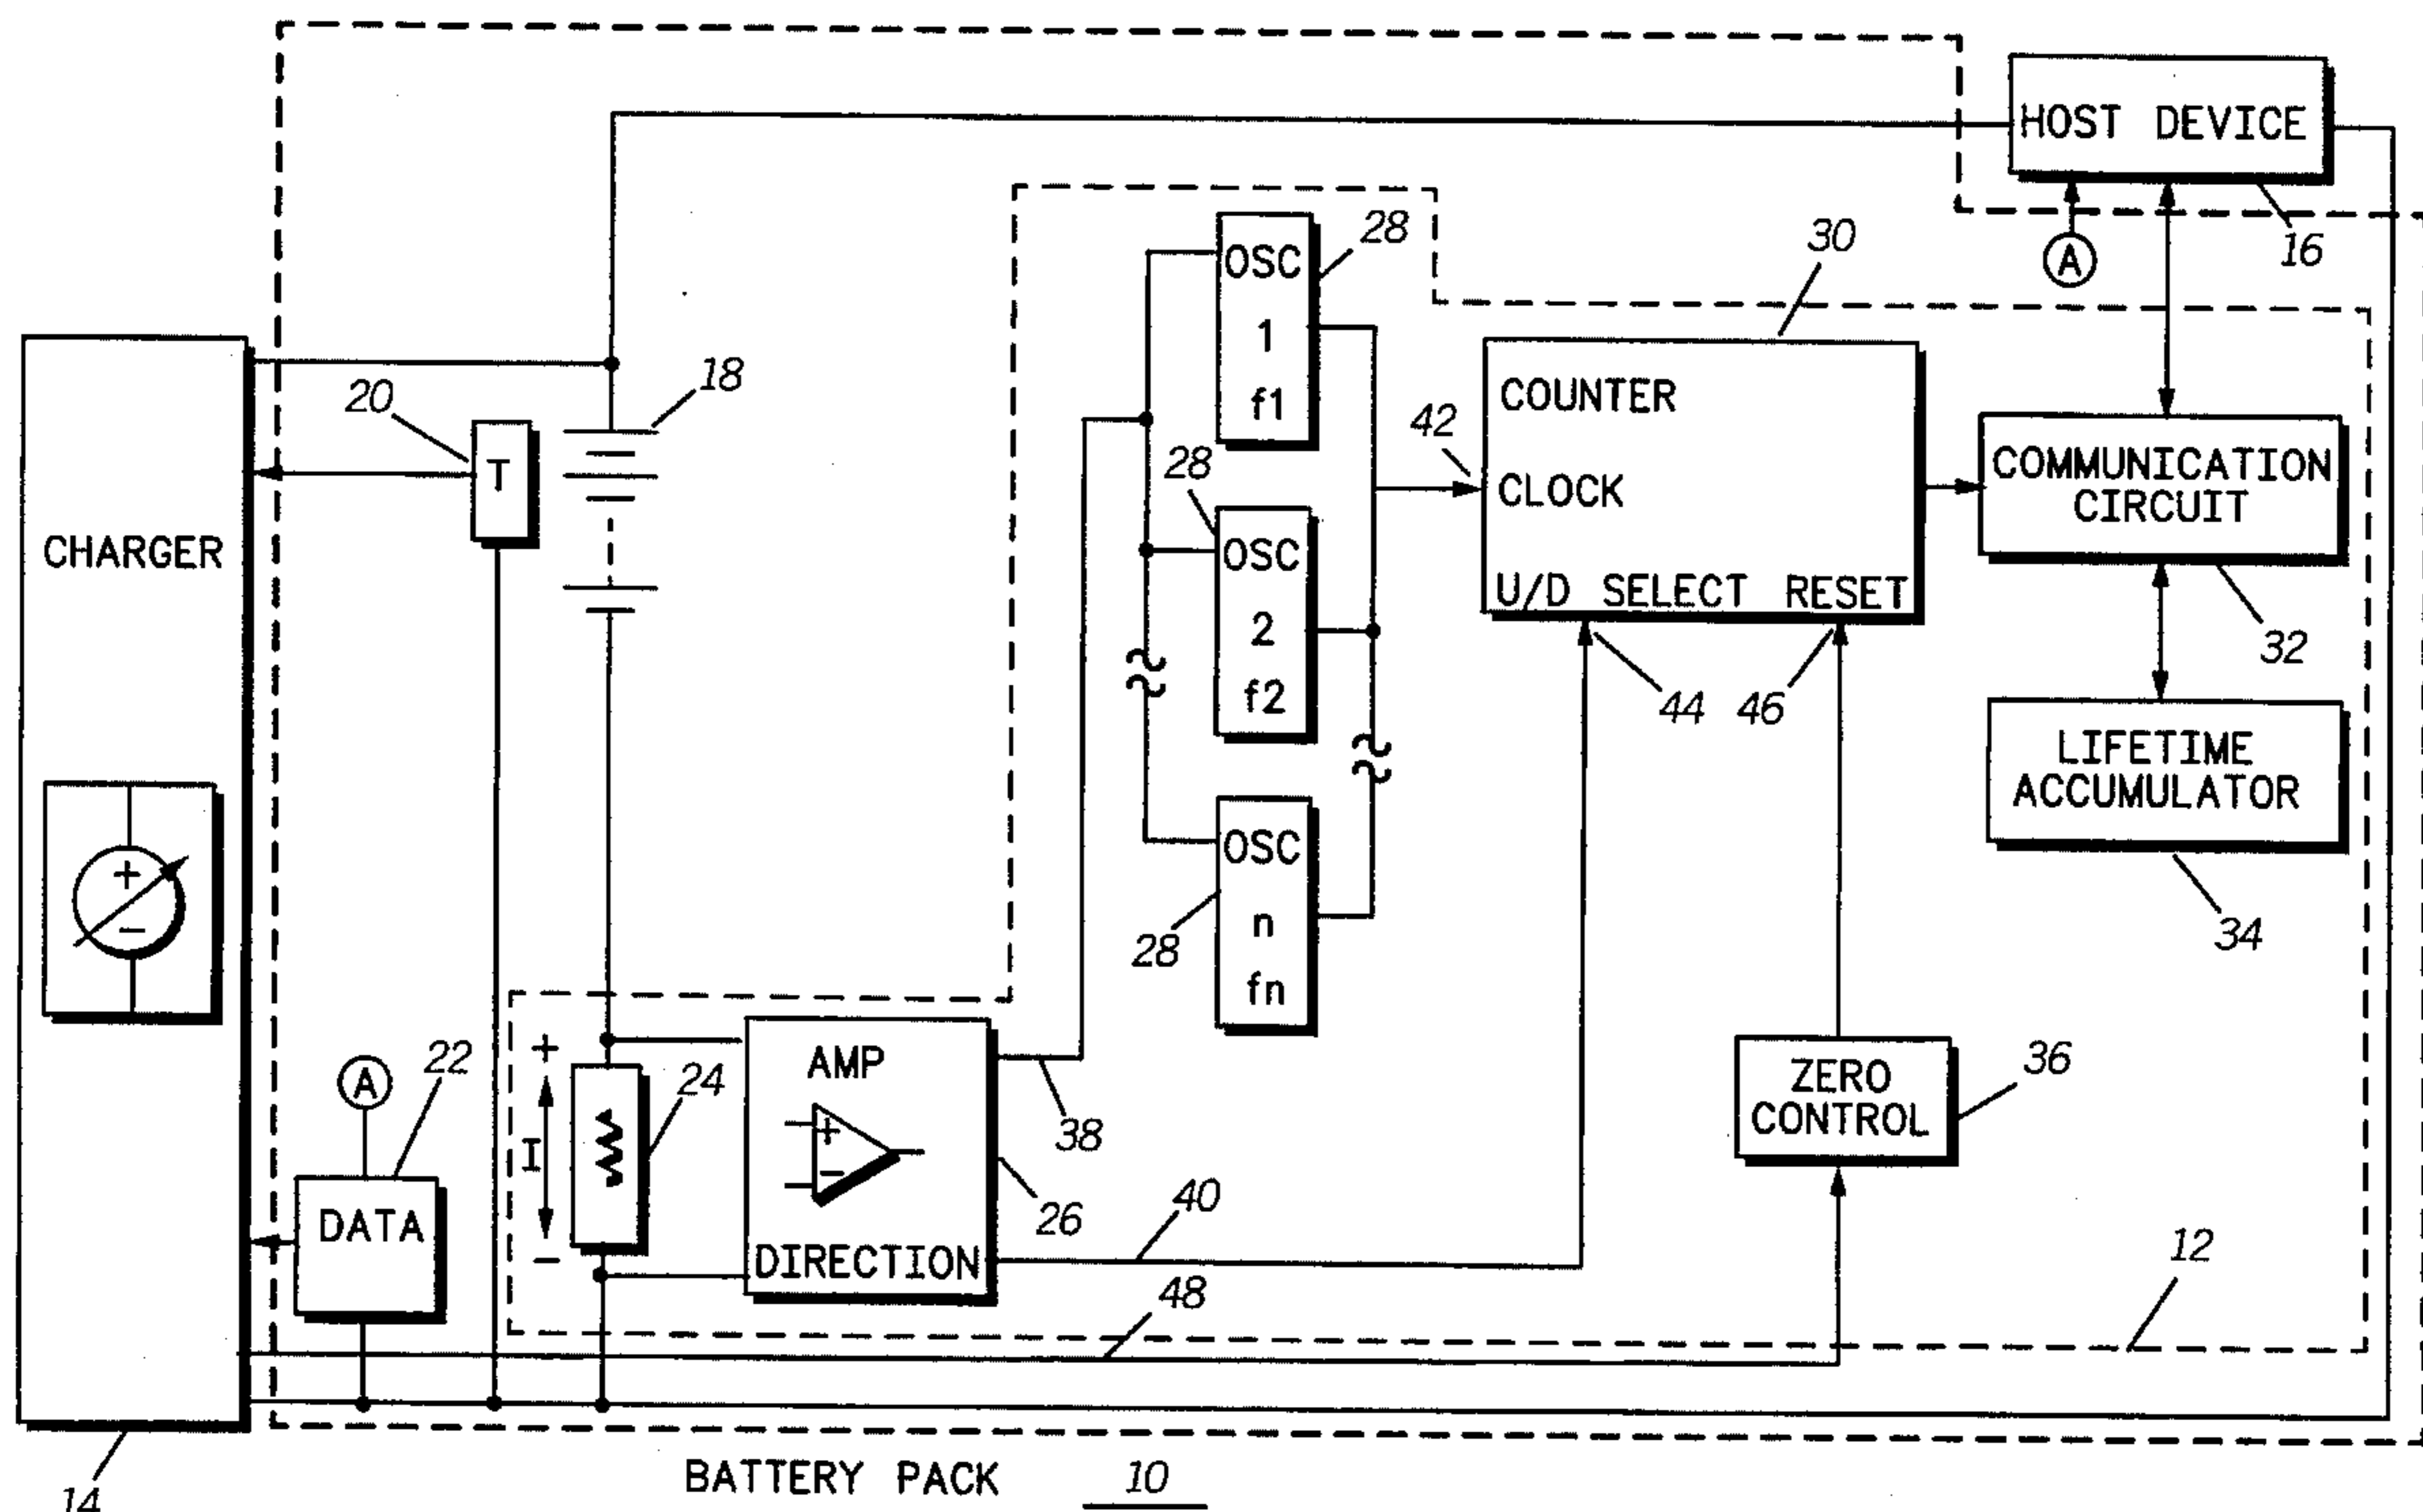 HOST DEVICE
16
A
28
OSC
1
f1
30
COUNTER
42
CLOCK
U/D SELECT RESET
44
46
COMMUNICATION
CIRCUIT
32
LIFETIME
ACCUMULATOR
34
CHARGER
20
T
18
28
OSC
2
f2
OSC
n
fn
28
+
-
14
A
22
DATA
+
I
-
24
AMP
+
-
DIRECTION
38
26
40
48
ZERO
CONTROL
36
12
BATTERY PACK 10